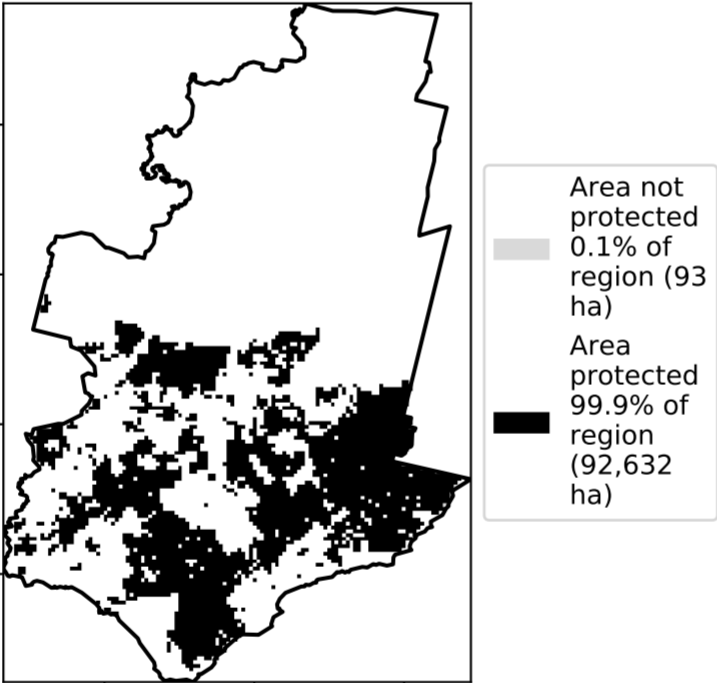 Area not
protected
0.1% of
region (93
ha)
Area
protected
99.9% of
region
(92,632
ha)